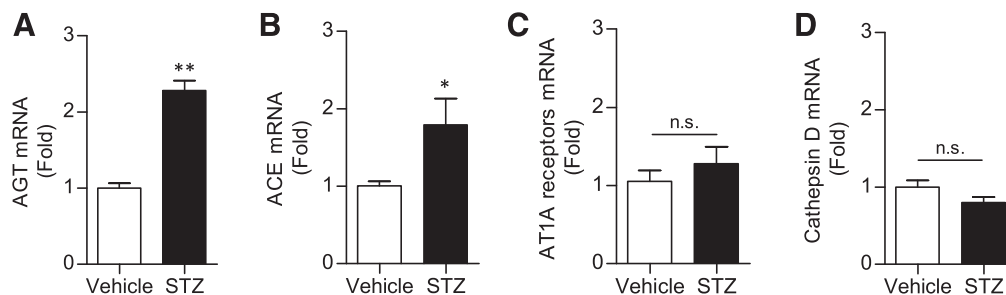 A
AGT mRNA
(Fold)
3
2
1
0
**
Vehicle STZ
B
ACE mRNA
(Fold)
3
2
1
0
*
Vehicle STZ
C
AT1A receptors mRNA
(Fold)
3
2
1
0
n.s.
Vehicle STZ
D
Cathepsin D mRNA
(Fold)
3
2
1
0
n.s.
Vehicle STZ